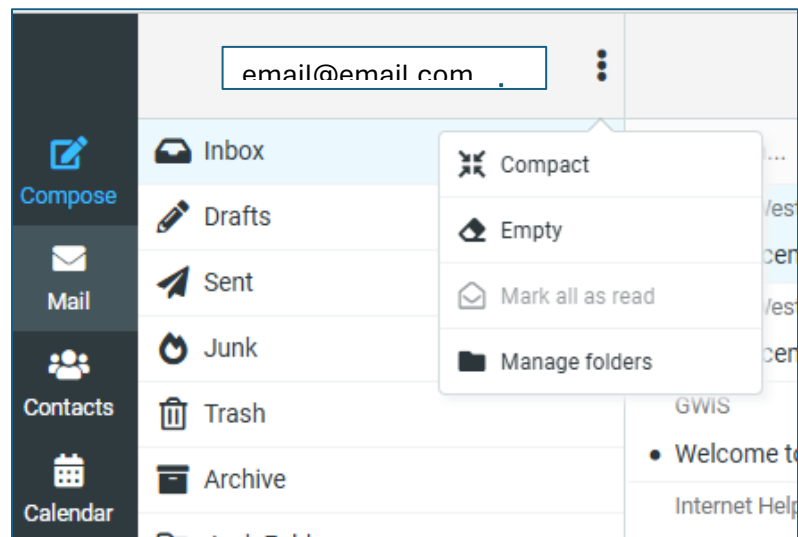 email@email.com
Compose
Mail
Contacts
Calendar
Inbox
Drafts
Sent
Junk
Trash
Archive
Compact
Empty
Mark all as read
Manage folders
...
GWIS
Welcome to
Internet Help